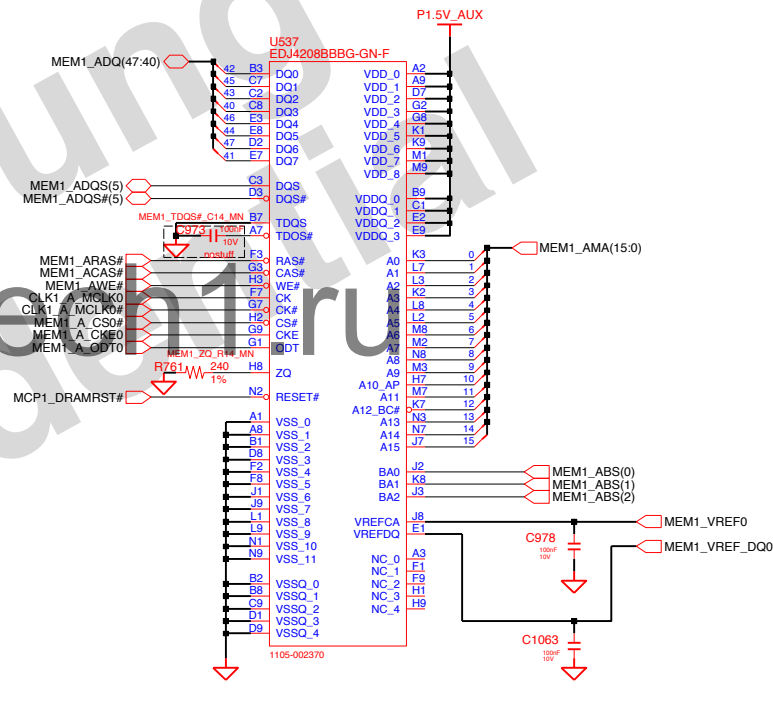 P1.5V_AUX
U537
EDJ4208BBBG-GN-F
MEM1_ADQ(47:40)
42 B3 DQ0 VDD_0 A2
45 C7 DQ1 VDD_1 A9
43 C2 DQ2 VDD_2 D7
40 C8 DQ3 VDD_3 G2
46 E3 DQ4 VDD_4 G8
44 E8 DQ5 VDD_5 K1
47 D2 DQ6 VDD_6 K9
41 E7 DQ7 VDD_7 M1
VDD_8 M9
MEM1_ADQS(5) C3 DQS VDDQ_0 B9
MEM1_ADQS#(5) D3 DQS# VDDQ_1 C1
MEM1_TDQS#_C14_MN B7 TDQS VDDQ_2 E2
C973 100nF A7 TDQS# VDDQ_3 E9
10V
nostuff
MEM1_AMA(15:0)
MEM1_ARAS# F3 RAS# A0 K3 0
MEM1_ACAS# G3 CAS# A1 L7 1
MEM1_AWE# H3 WE# A2 L3 2
CLK1_A_MCLK0 F7 CK A3 K2 3
CLK1_A_MCLK0# G7 CK# A4 L8 4
MEM1_A_CS0# H2 CS# A5 L2 5
MEM1_A_CKE0 G9 CKE A6 M8 6
MEM1_A_ODT0 G1 ODT A7 M2 7
MEM1_ZQ_R14_MN A8 N8 8
R761 240 H8 ZQ A9 M3 9
1% A10_AP H7 10
MCP1_DRAMRST# N2 RESET# A11 M7 11
A12_BC# K7 12
A1 VSS_0 A13 N3 13
A8 VSS_1 A14 N7 14
B1 VSS_2 A15 J7 15
D8 VSS_3
F2 VSS_4 BA0 J2 MEM1_ABS(0)
F8 VSS_5 BA1 K8 MEM1_ABS(1)
J1 VSS_6 BA2 J3 MEM1_ABS(2)
J9 VSS_7
L1 VSS_8 VREFCA J8 MEM1_VREF0
L9 VSS_9 VREFDQ E1
N1 VSS_10 C978 MEM1_VREF_DQ0
N9 VSS_11 NC_0 A3 100nF
NC_1 F1 10V
B2 VSSQ_0 NC_2 F9
B8 VSSQ_1 NC_3 H1
C9 VSSQ_2 NC_4 H9
D1 VSSQ_3
D9 VSSQ_4
C1063
100nF
10V
1105-002370
ung
ential
ech1.ru